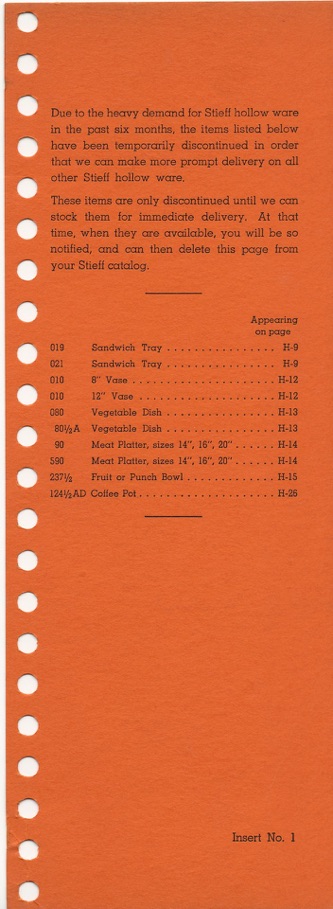 Due to the heavy demand for Stieff hollow ware
in the past six months, the items listed below
have been temporarily discontinued in order
that we can make more prompt delivery on all
other Stieff hollow ware.
These items are only discontinued until we can
stock them for immediate delivery. At that
time, when they are available, you will be so
notified, and can then delete this page from
your Stieff catalog.
Appearing
on page
019 Sandwich Tray . . . . . . . . . . . . . . . . H-9
021 Sandwich Tray . . . . . . . . . . . . . . . . H-9
010 8" Vase . . . . . . . . . . . . . . . . . . . . . H-12
010 12" Vase . . . . . . . . . . . . . . . . . . . . H-12
080 Vegetable Dish . . . . . . . . . . . . . . . . H-13
80½A Vegetable Dish . . . . . . . . . . . . . . . . H-13
90 Meat Platter, sizes 14", 16", 20" . . . . . . H-14
590 Meat Platter, sizes 14", 16", 20" . . . . . . H-14
237½ Fruit or Punch Bowl . . . . . . . . . . . . . H-15
124½AD Coffee Pot . . . . . . . . . . . . . . . . . . . . H-26
Insert No. 1